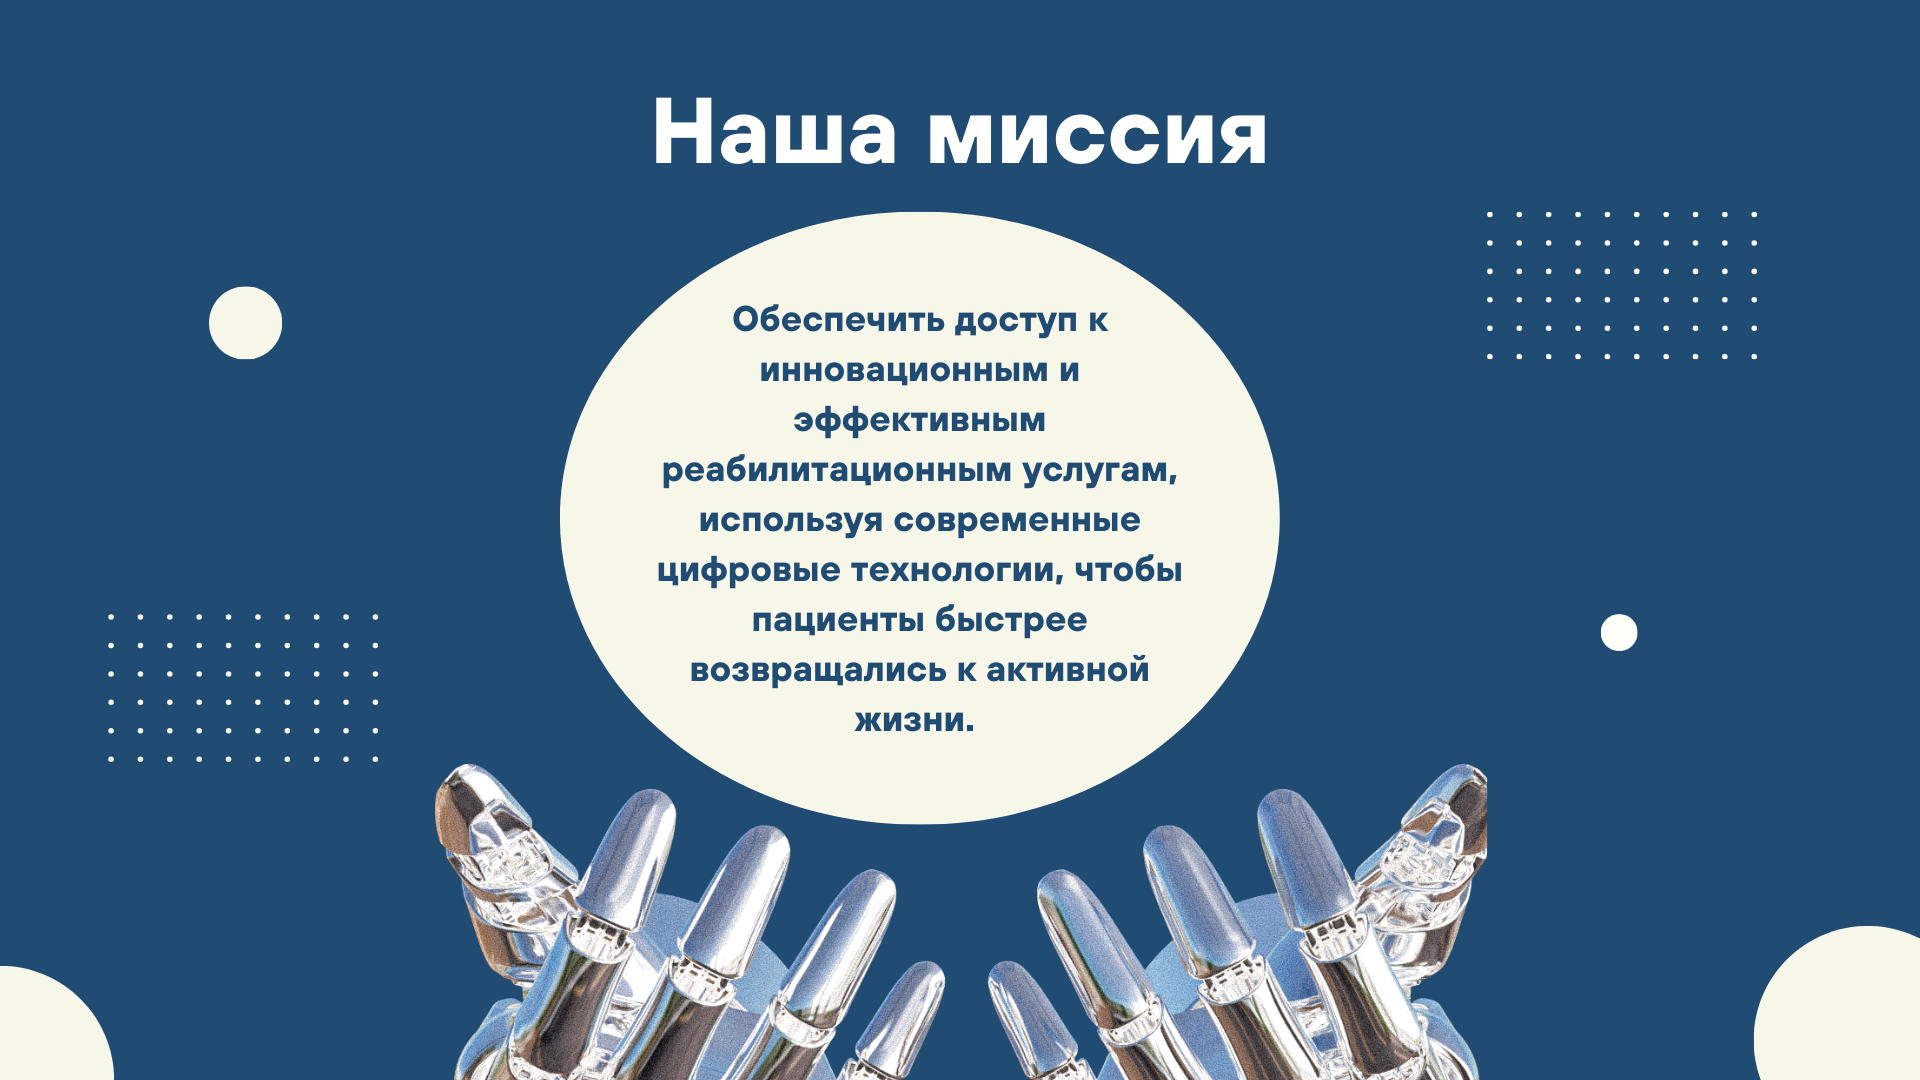 Наша миссия
Обеспечить доступ к
инновационным и
эффективным
реабилитационным услугам,
используя современные
цифровые технологии, чтобы
пациенты быстрее
возвращались к активной
жизни.